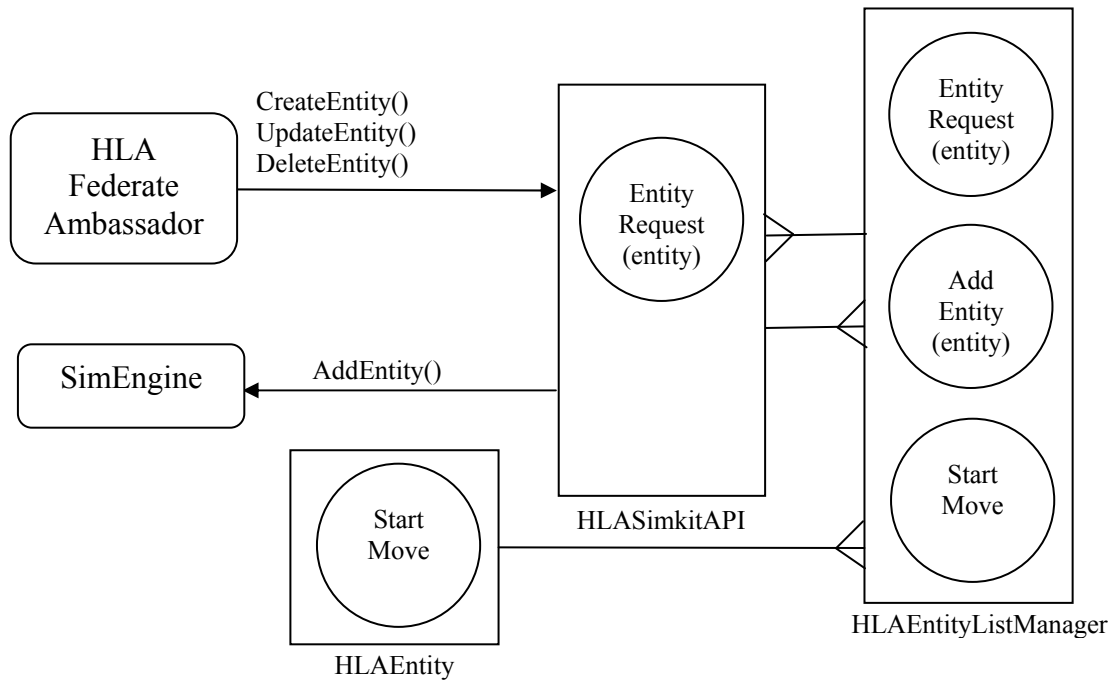 CreateEntity()
UpdateEntity()
DeleteEntity()
HLA
Federate
Ambassador
Entity
Request
(entity)
Entity
Request
(entity)
Add
Entity
(entity)
SimEngine
AddEntity()
Start
Move
Start
Move
HLASimkitAPI
HLAEntityListManager
HLAEntity